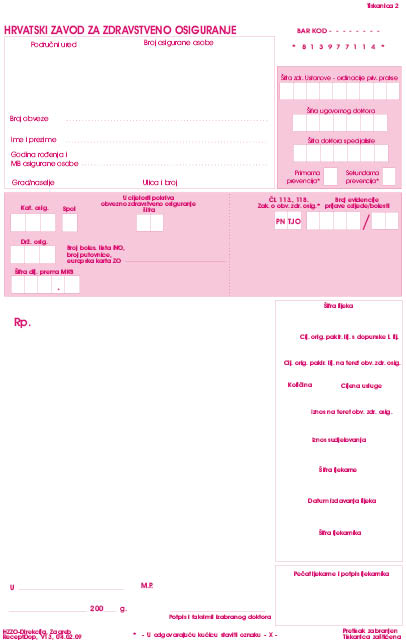 Tiskanica 2
HRVATSKI ZAVOD ZA ZDRAVSTVENO OSIGURANJE
BAR KOD - - - - - - - -
* 8 1 3 9 7 7 1 1 4 *
Područni ured
Broj osigurane osobe
Šifra zdr. Ustanove - ordinacije priv. prakse
Šifra ugovornog doktora
Broj obveze
Ime i prezime
Šifra doktora specijaliste
Godina rođenja i
MB osigurane osobe
Primarna
prevencija*
Sekundarna
prevencija*
Grad/naselje
Ulica i broj
Kat. osig.
Spol
U cijelosti pokriva
obvezno zdravstveno osiguranje
šifra
Čl. 113., 118.
Zak. o obv. zdr. osig.*
Broj evidencije
prijave ozljede/bolesti
PN TJO
/
Drž. osig.
Broj boles. lista INO,
broj putovnice,
europska karta ZO
Šifra dij. prema MKB
.
Šifra lijeka
Rp.
Cij. orig. pakir. lij. s dopunske l. lij.
Cij. orig. pakir. lij. na teret obv. zdr. osig.
Količina
Cijena usluge
Iznos na teret obv. zdr. osig.
Iznos sudjelovanja
Šifra ljekarne
Datum izdavanja lijeka
Šifra ljekarnika
Pečat ljekarne i potpis ljekarnika
U
M.P.
200
g.
Potpis i faksimil izabranog doktora
HZZO-Direkcija, Zagreb
ReceptDop, V1.3, 04.02.09
* - U odgovarajuću kućicu staviti oznaku - X -
Pretisak zabranjen
Tiskanica zaštićena